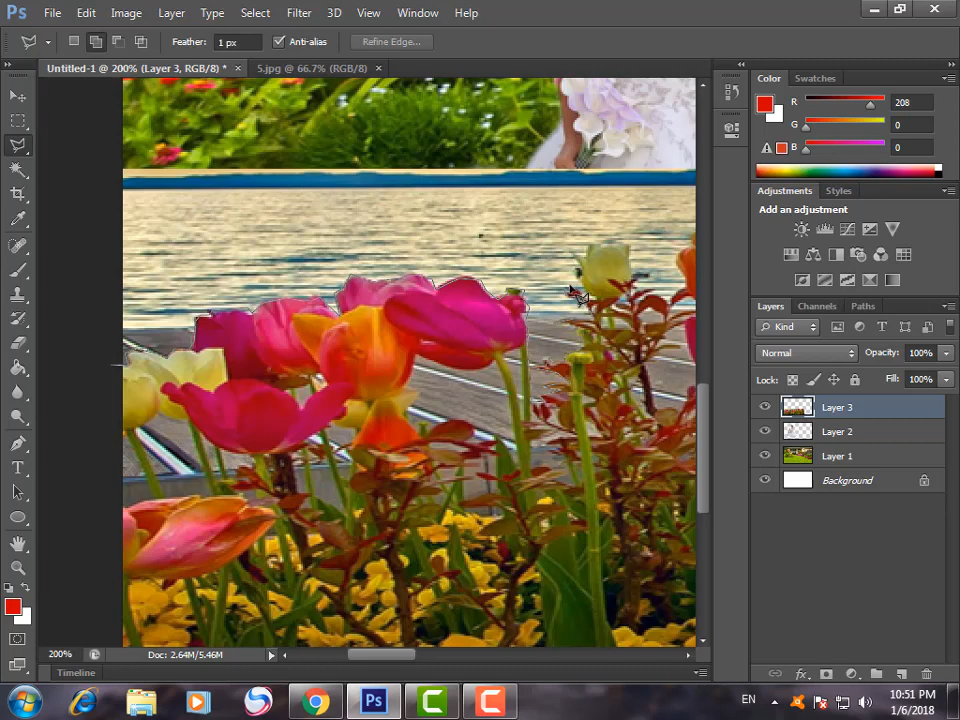 Ps File Edit Image Layer Type Select Filter 3D View Window Help
Feather: 1 px Anti-alias Refine Edge...
Untitled-1 @ 200% (Layer 3, RGB/8) * × 5.jpg @ 66.7% (RGB/8) ×
Color Swatches
R 208
G 0
B 0
Adjustments Styles
Add an adjustment
Layers Channels Paths
Kind
Normal Opacity: 100%
Lock: Fill: 100%
Layer 3
Layer 2
Layer 1
Background
200% Doc: 2.64M/5.46M
Timeline
Ps EN 10:51 PM
1/6/2018